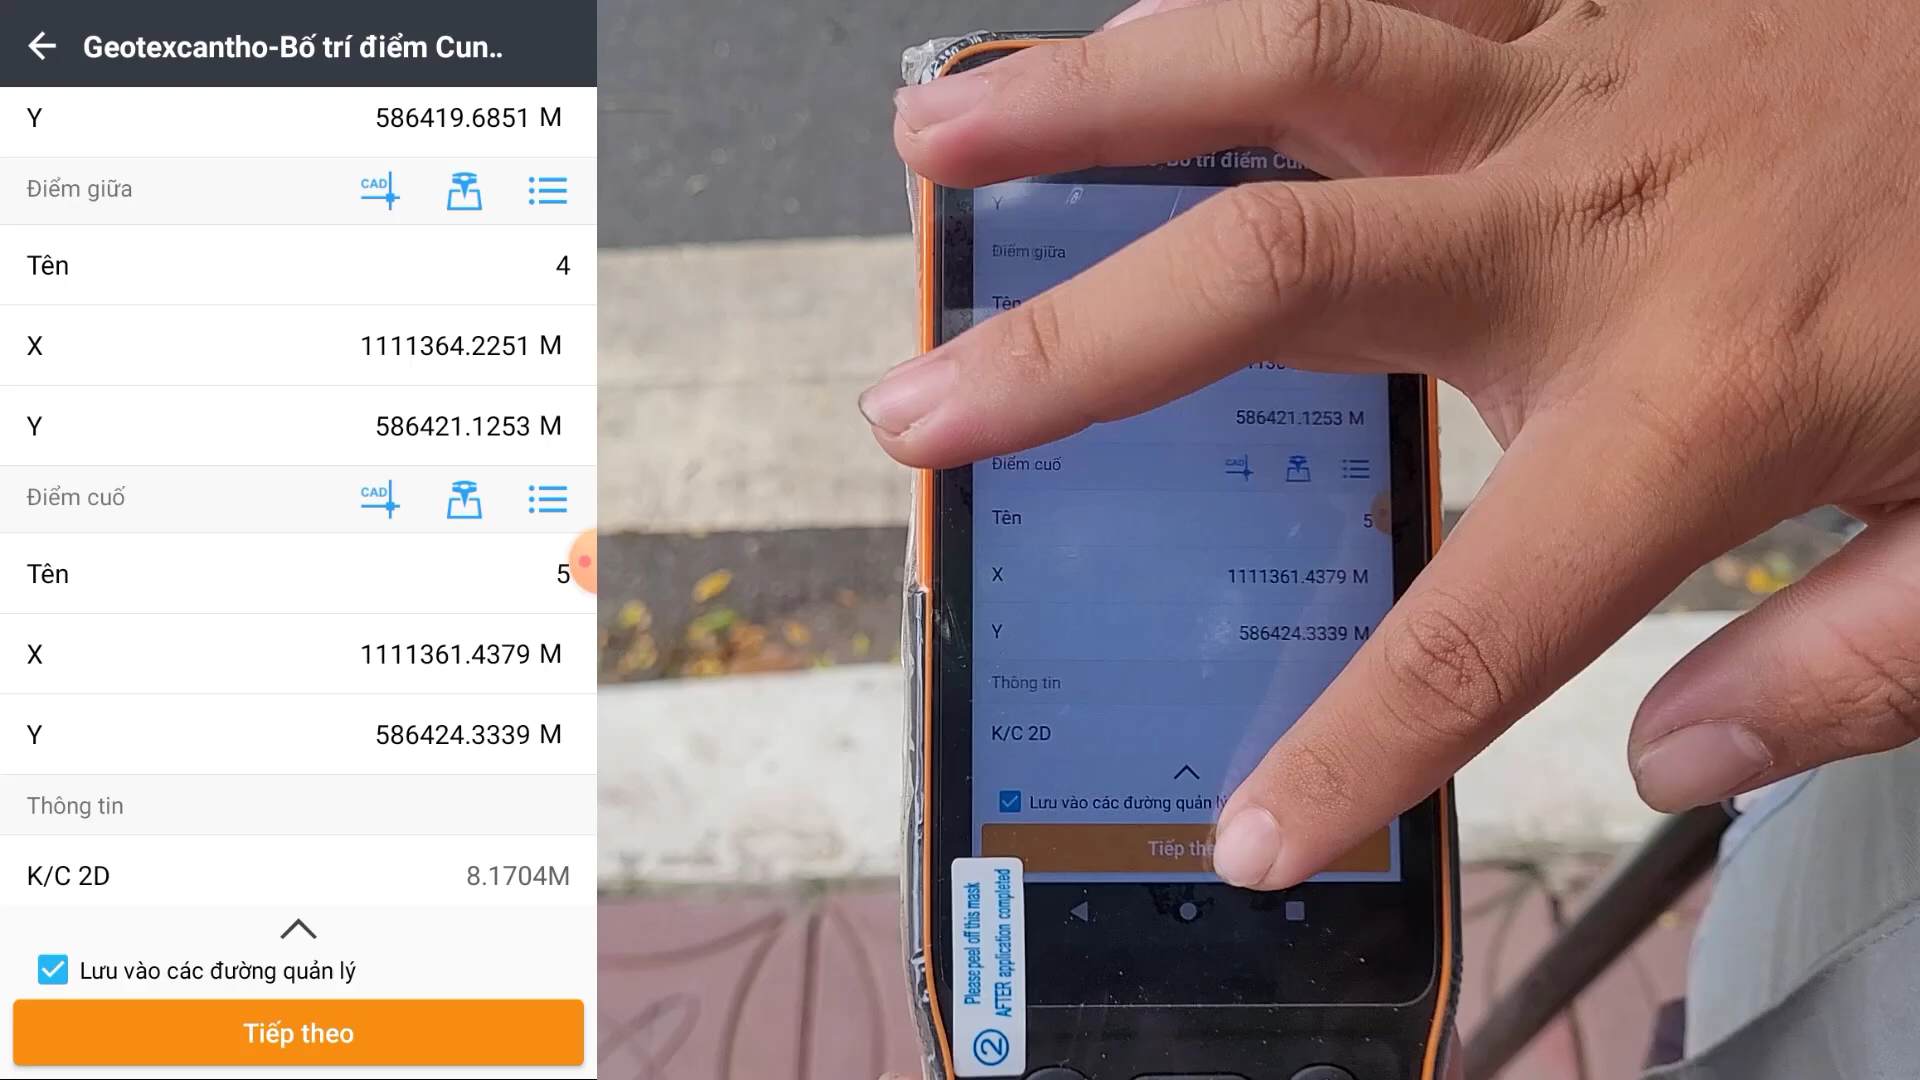 Geotexcantho-Bố trí điểm Cun..
Y 586419.6851 M
Điểm giữa CAD
Tên 4
X 1111364.2251 M
Y 586421.1253 M
Điểm cuố CAD
Tên 5
X 1111361.4379 M
Y 586424.3339 M
Thông tin
K/C 2D 8.1704M
Lưu vào các đường quản lý
Tiếp theo
trí điểm
Y
Điểm giữa
Tên
586421.1253 M
Điểm cuố CAD
Tên 5
X 1111361.4379 M
Y 586424.3339 M
Thông tin
K/C 2D
Lưu vào các đường quản lý
Tiếp
Please peel off this mask
AFTER application completed
2